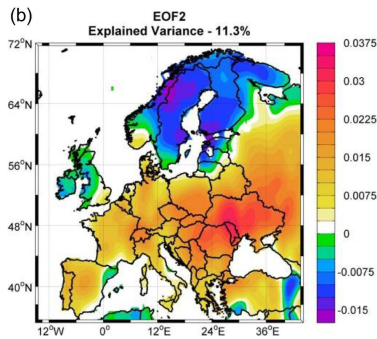 (b)
EOF2
Explained Variance - 11.3%
72°N
64°N
56°N
48°N
40°N
12°W
0°E
12°E
24°E
36°E
0.0375
0.03
0.0225
0.015
0.0075
0
-0.0075
-0.015